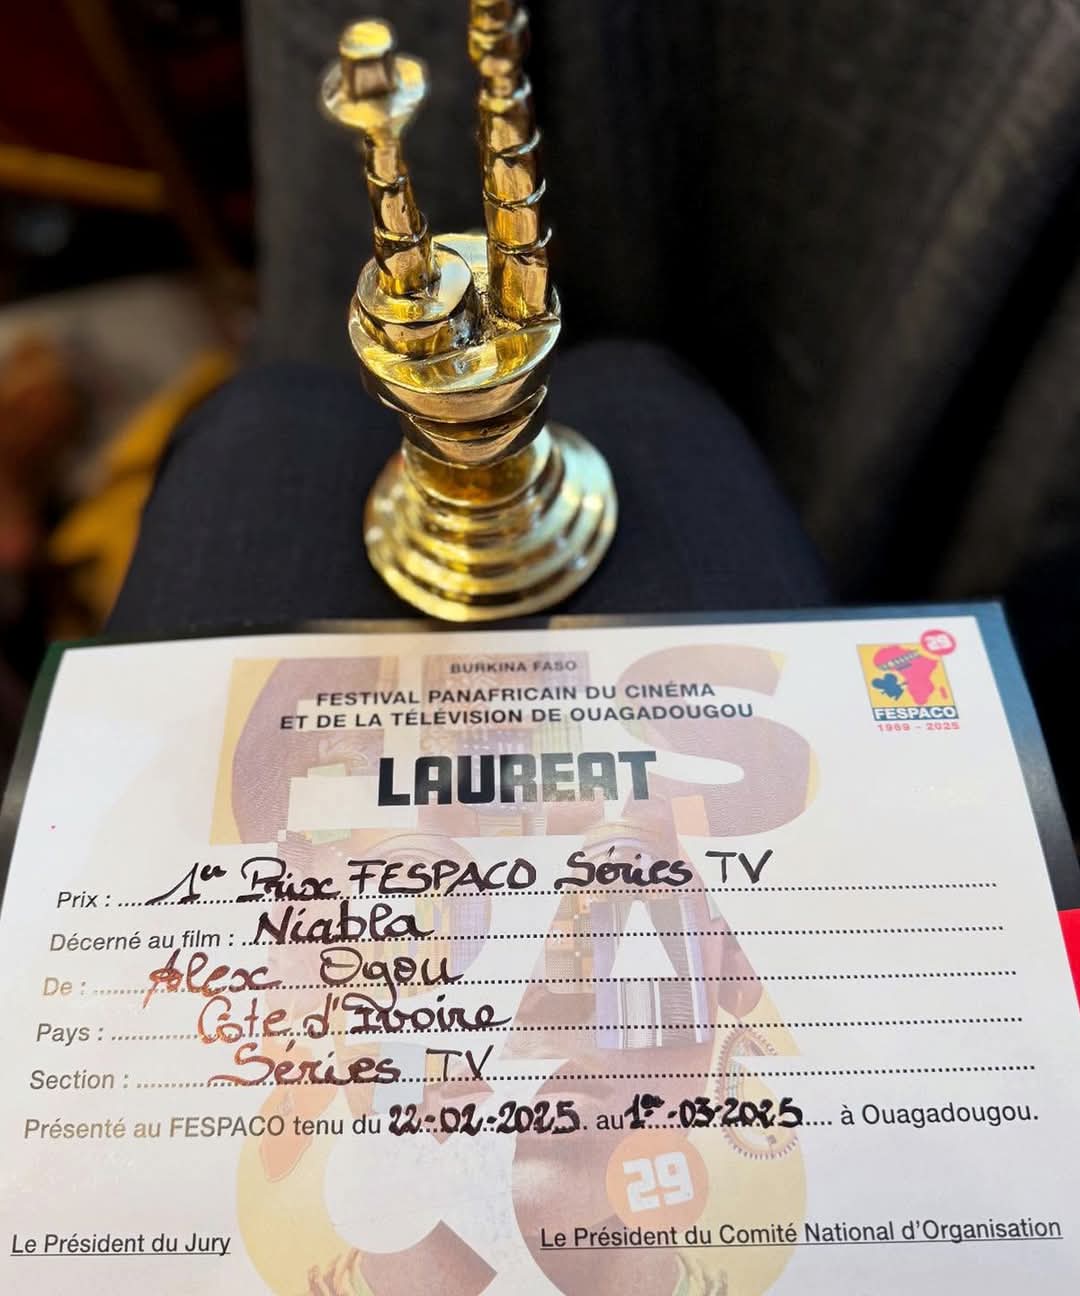 BURKINA FASO
FESTIVAL PANAFRICAIN DU CINÉMA
ET DE LA TÉLÉVISION DE OUAGADOUGOU
29
FESPACO
1969 - 2025
LAUREAT
Prix : 1er Prix FESPACO Séries TV
Décerné au film : Niabla
De : Alex Ogou
Pays : Côte d'Ivoire
Section : Séries TV
Présenté au FESPACO tenu du 22-02-2025 au 1er-03-2025 à Ouagadougou.
29
Le Président du Jury
Le Président du Comité National d'Organisation